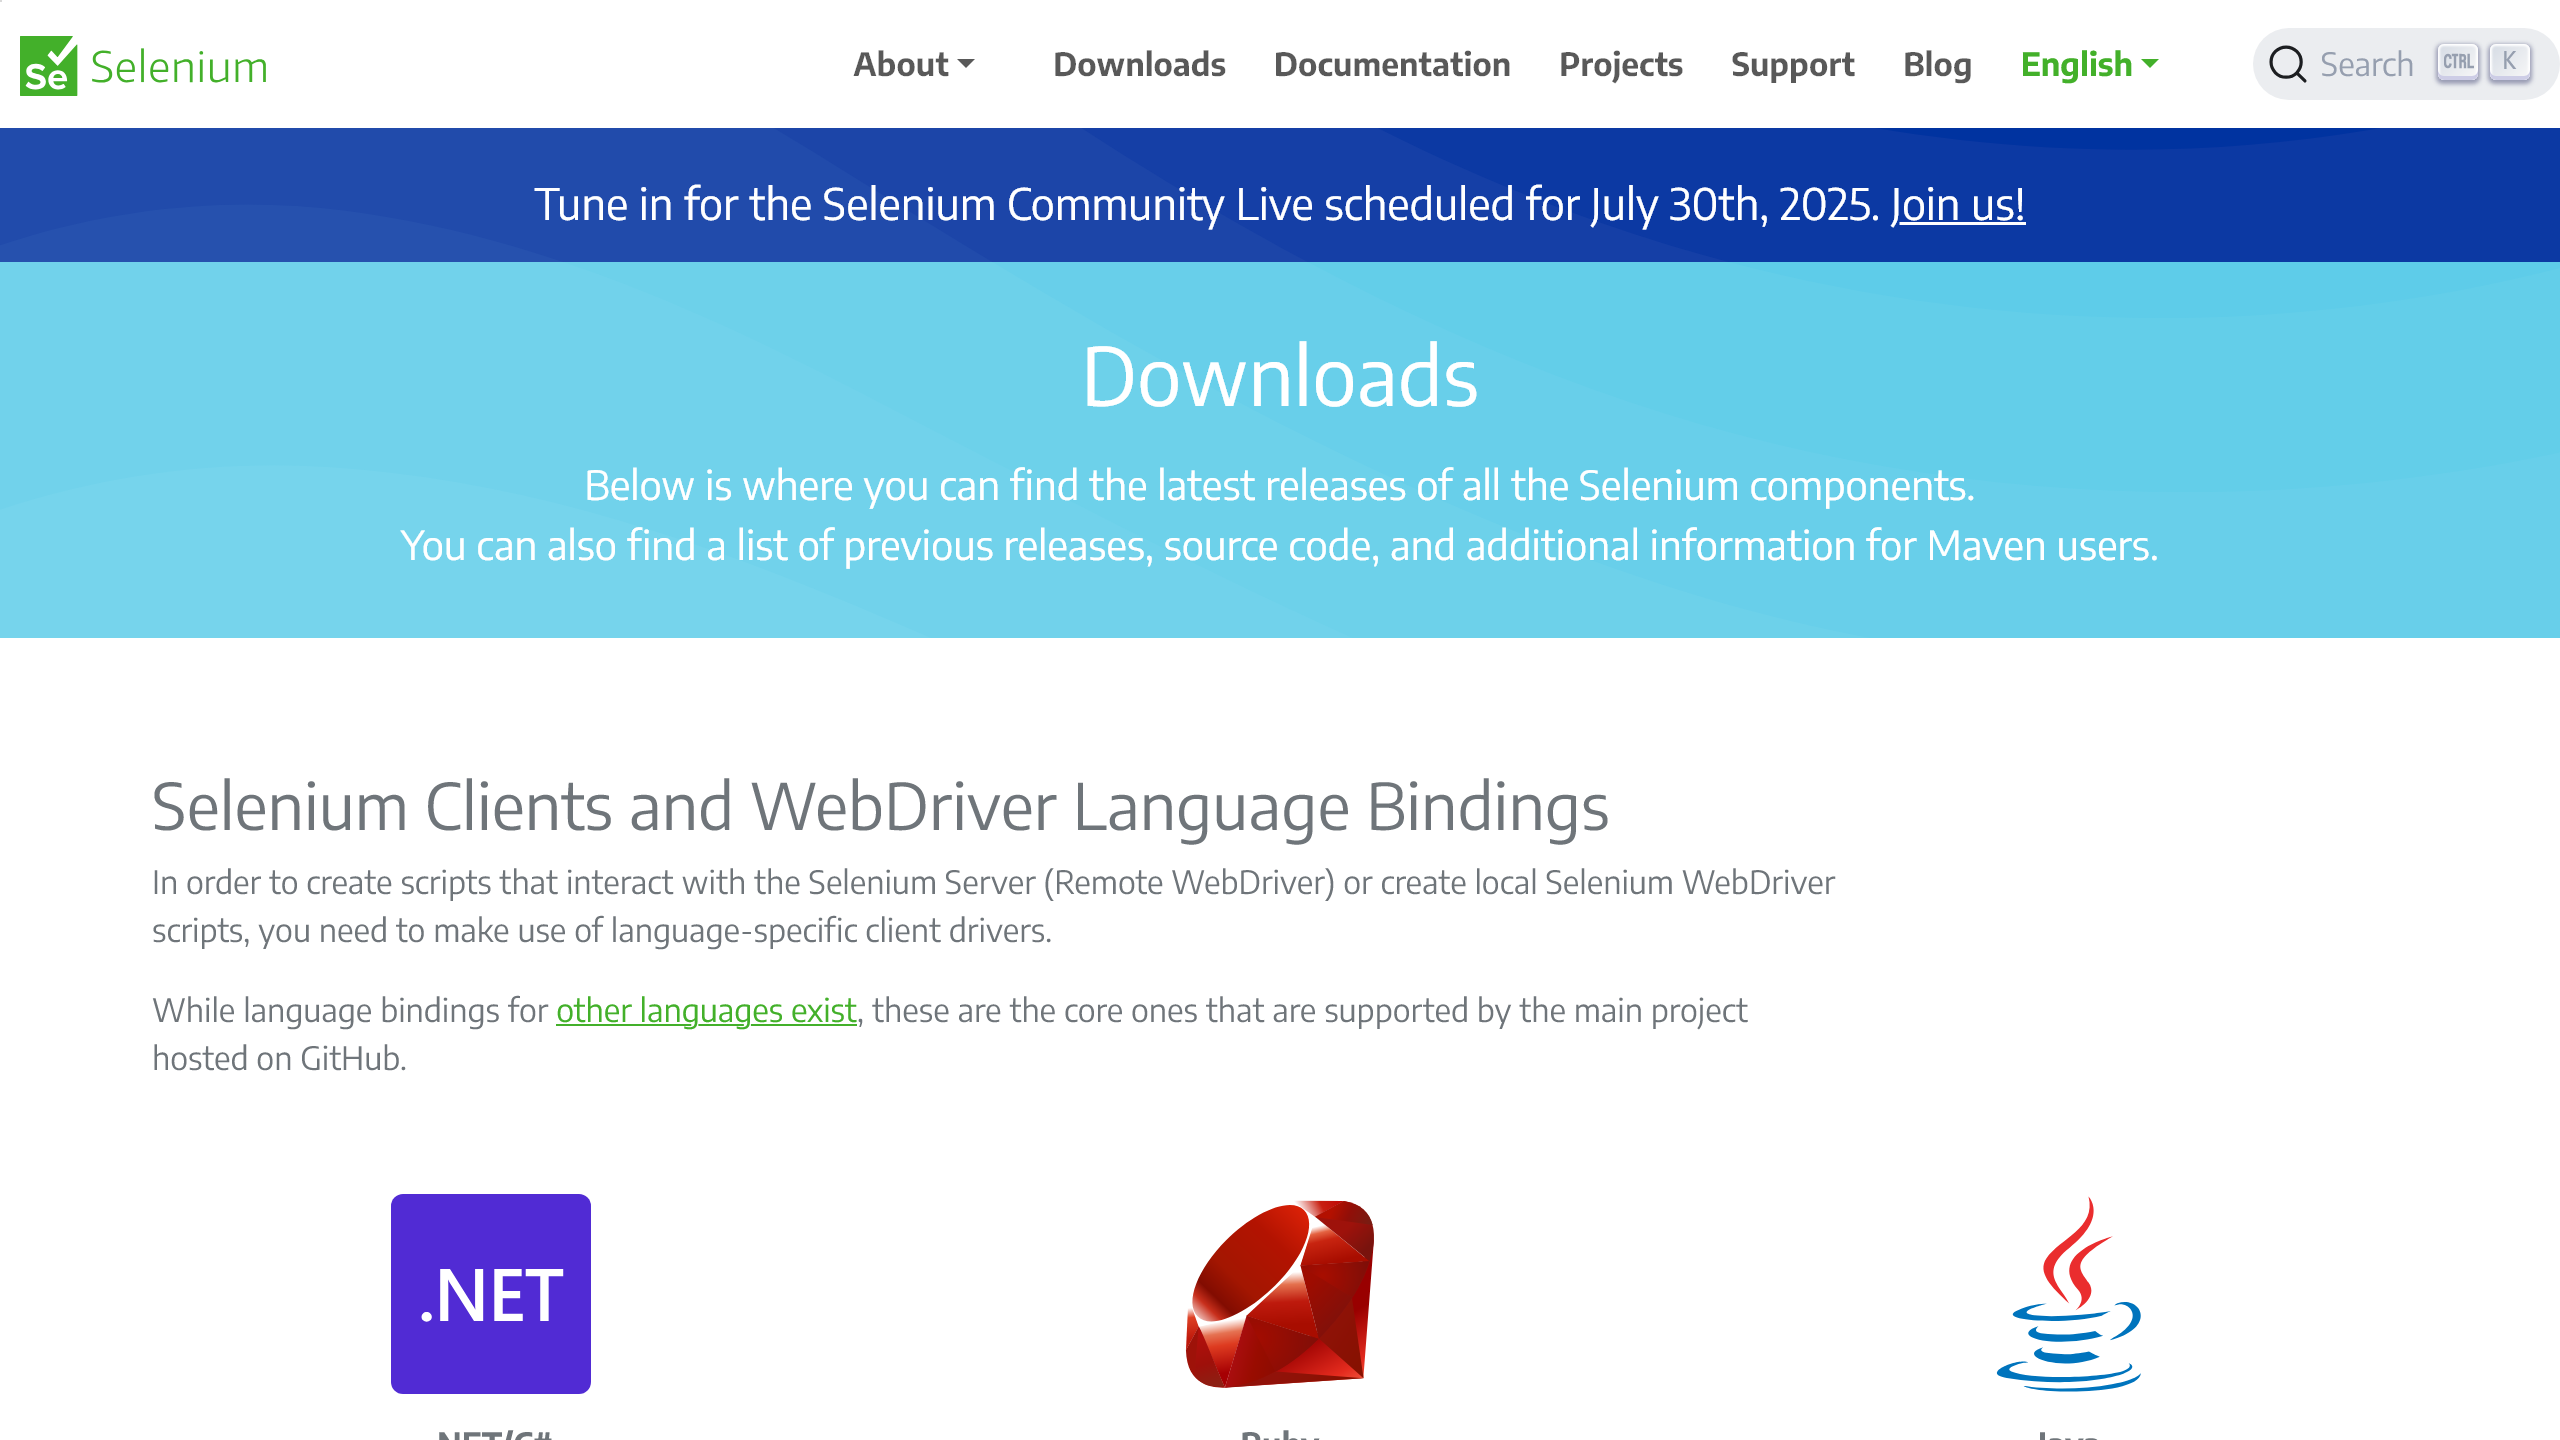 Se Selenium
About Downloads Documentation Projects Support Blog English Search CTRL K
Tune in for the Selenium Community Live scheduled for July 30th, 2025. Join us!
Downloads
Below is where you can find the latest releases of all the Selenium components.
You can also find a list of previous releases, source code, and additional information for Maven users.
Selenium Clients and WebDriver Language Bindings
In order to create scripts that interact with the Selenium Server (Remote WebDriver) or create local Selenium WebDriver
scripts, you need to make use of language-specific client drivers.
While language bindings for other languages exist, these are the core ones that are supported by the main project
hosted on GitHub.
.NET
.NET/C# Ruby Java